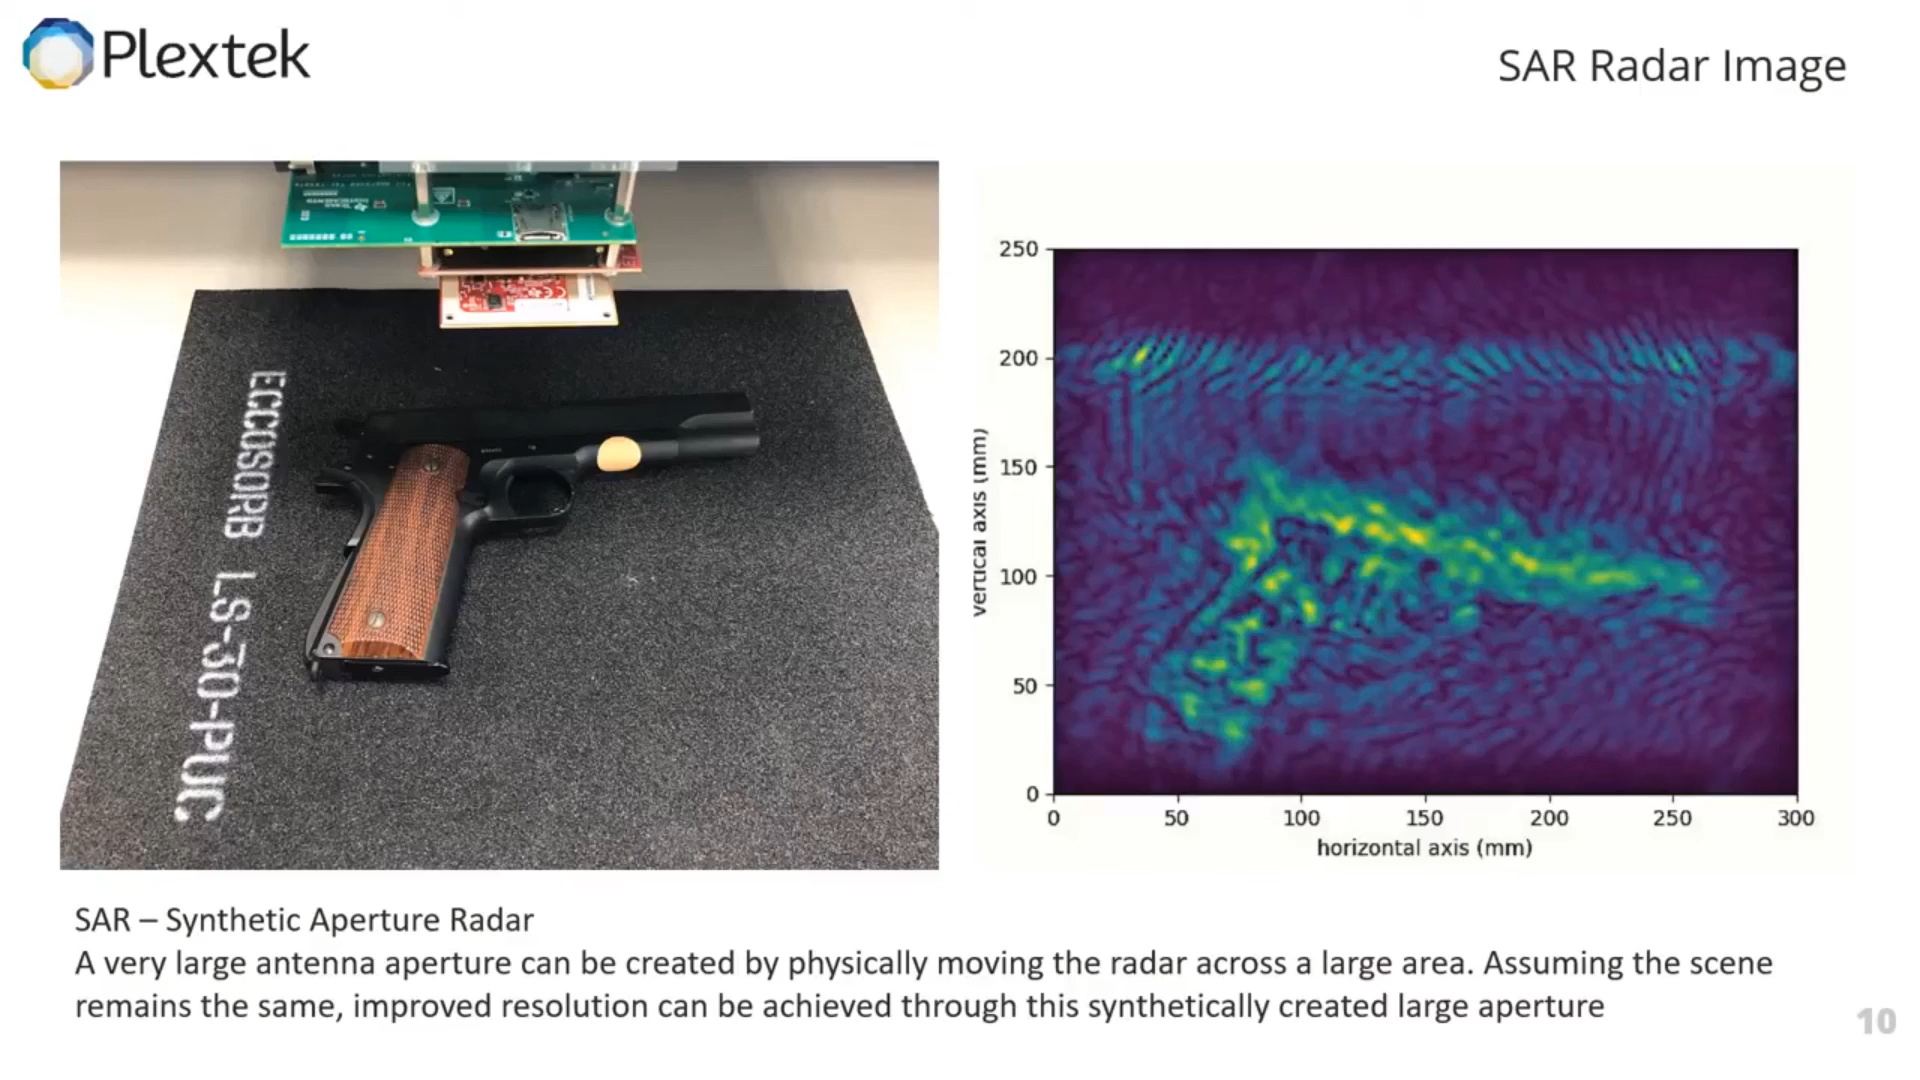 Plextek
SAR Radar Image
ECCOSORB LS-30-PUC
250
200
150
100
50
0
vertical axis (mm)
0 50 100 150 200 250 300
horizontal axis (mm)
SAR – Synthetic Aperture Radar
A very large antenna aperture can be created by physically moving the radar across a large area. Assuming the scene
remains the same, improved resolution can be achieved through this synthetically created large aperture
10